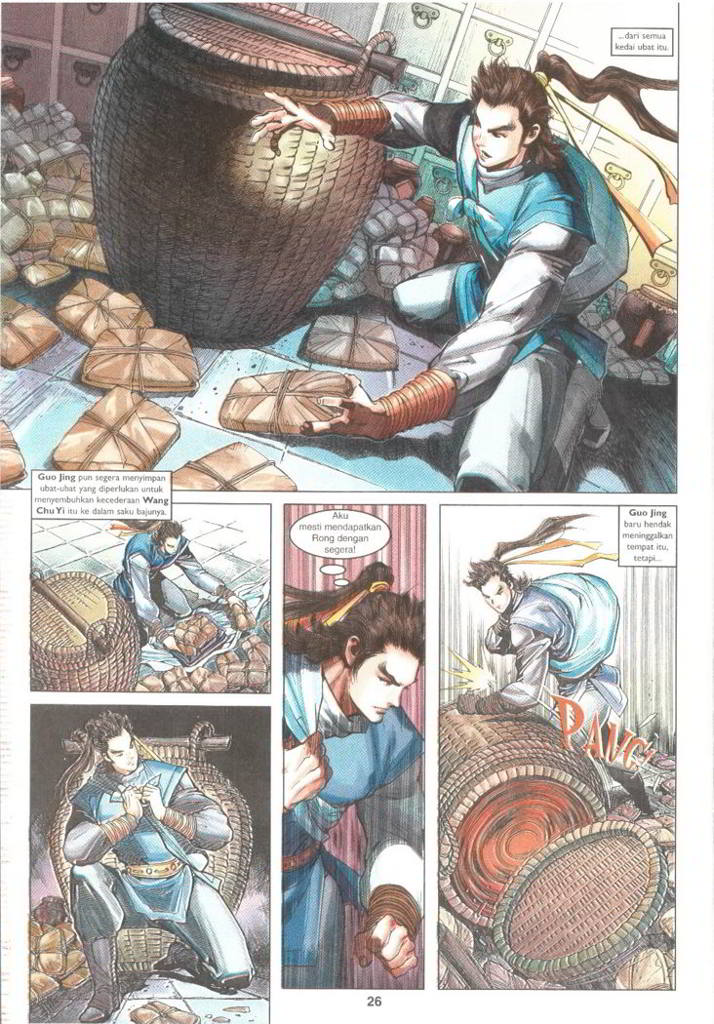 ...dari semua
kedai ubat itu.
Guo Jing pun segera menyimpan
ubat-ubat yang diperlukan untuk
menyembuhkan kecederaan Wang
Chu Yi itu ke dalam saku bajunya.
Aku
mesti mendapatkan
Rong dengan
segera!
Guo Jing
baru hendak
meninggalkan
tempat itu,
tetapi...
PANG!
26